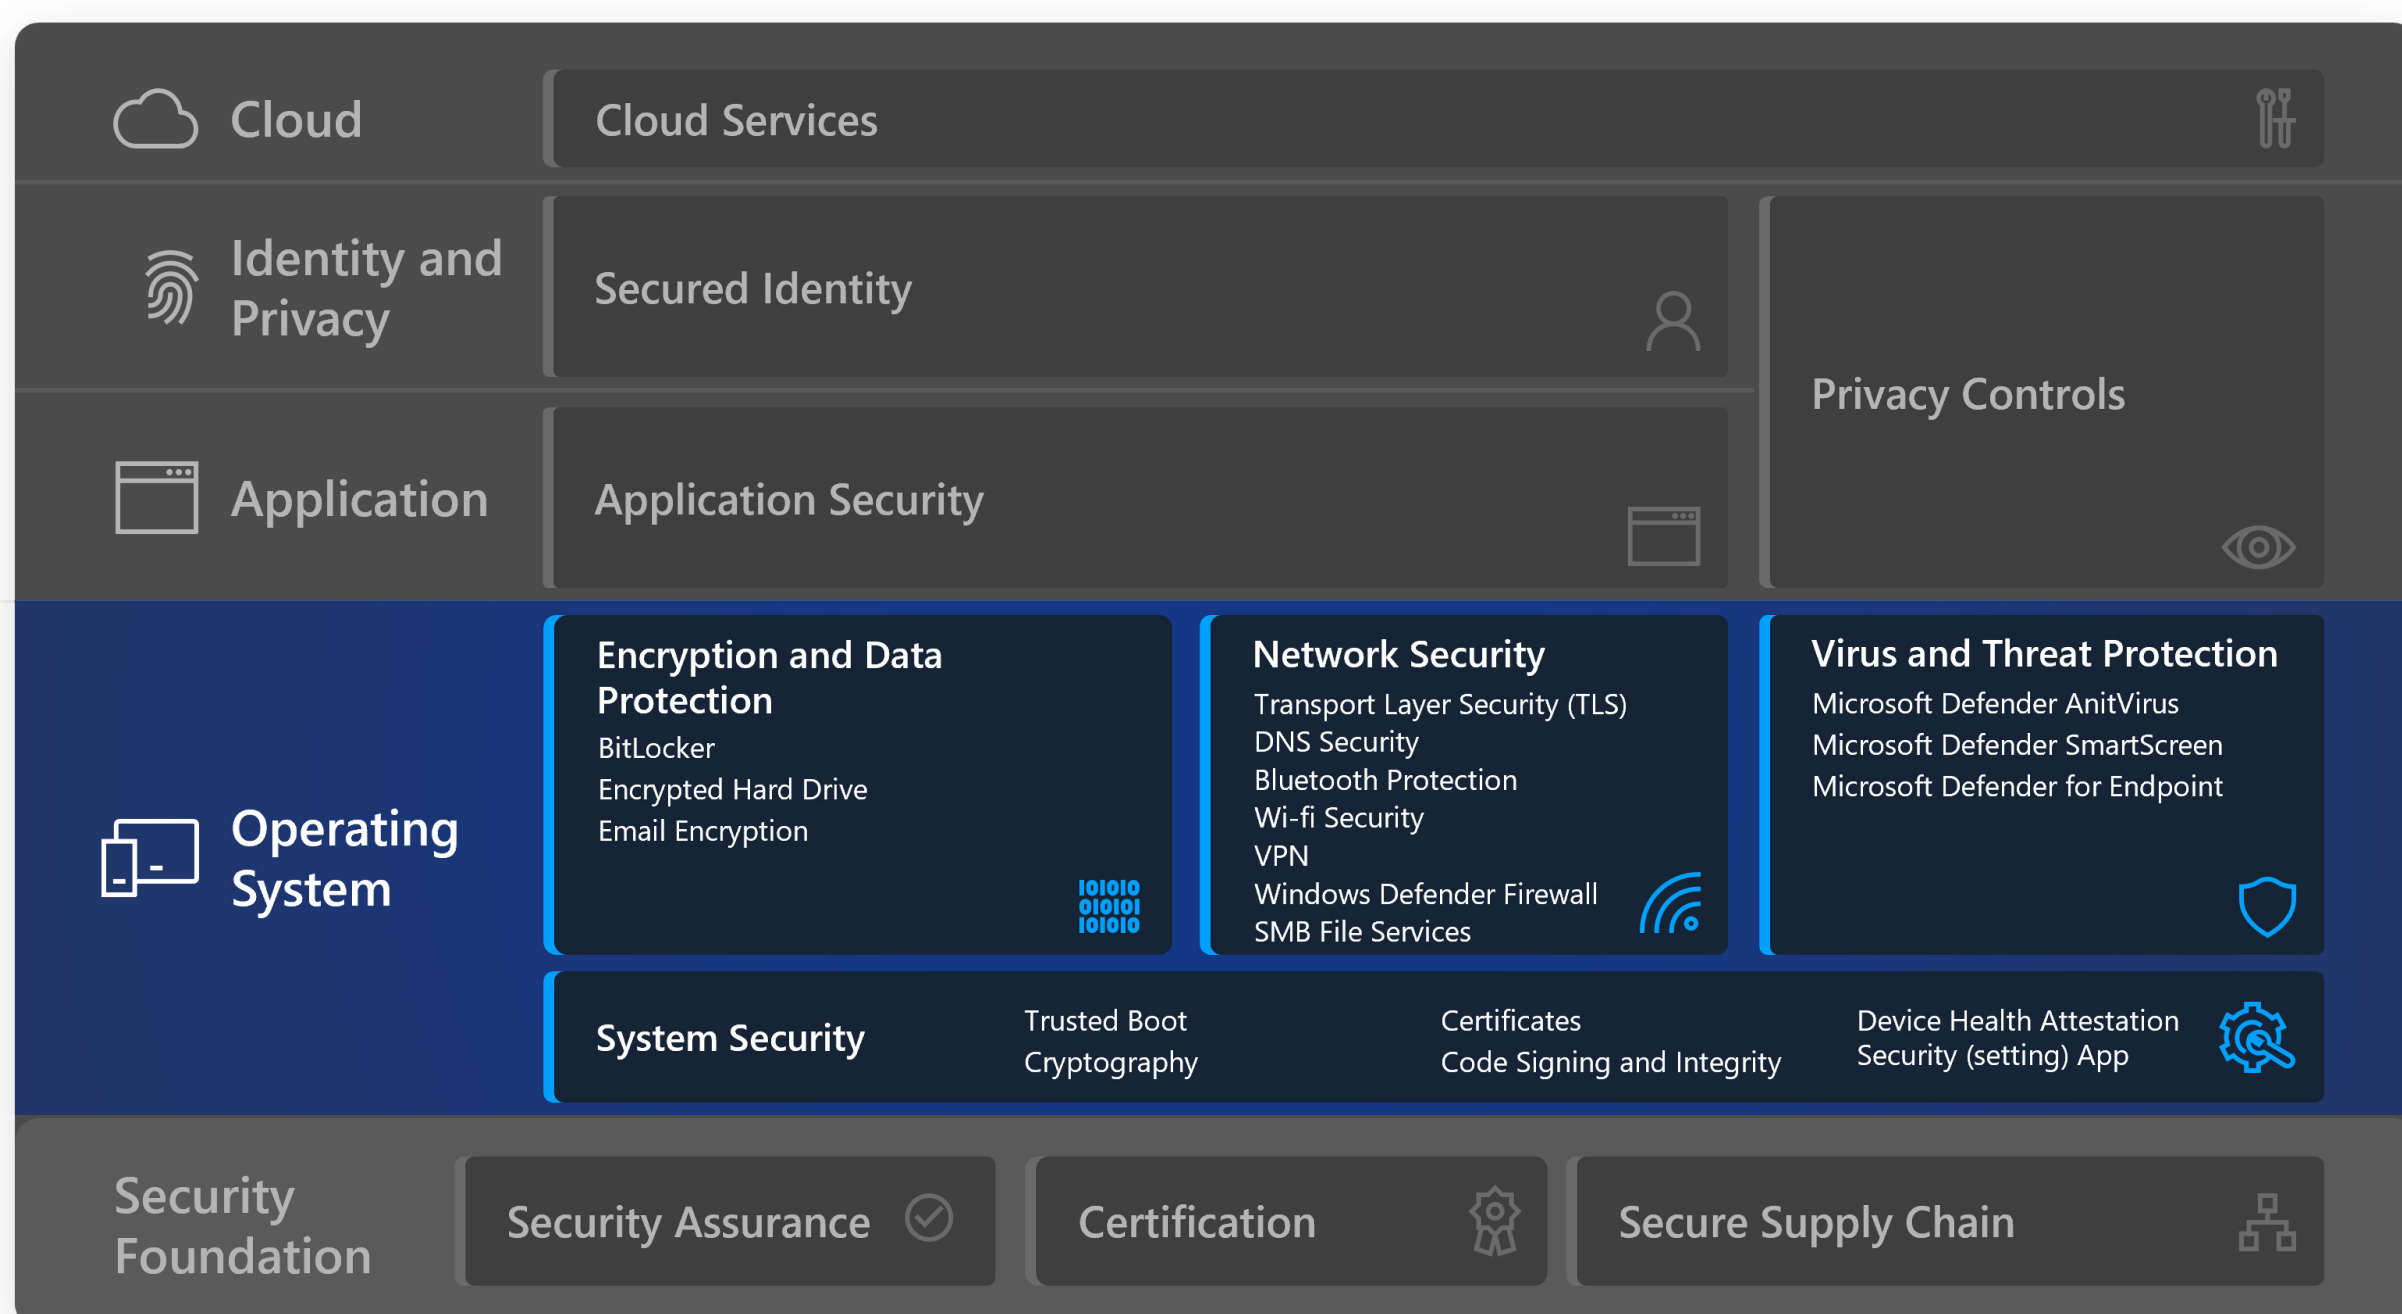 Cloud
Cloud Services
Identity and
Privacy
Secured Identity
Privacy Controls
Application
Application Security
Operating
System
Encryption and Data
Protection
BitLocker
Encrypted Hard Drive
Email Encryption
IOIOIO
OIOIOI
IOIOIO
Network Security
Transport Layer Security (TLS)
DNS Security
Bluetooth Protection
Wi-fi Security
VPN
Windows Defender Firewall
SMB File Services
Virus and Threat Protection
Microsoft Defender AnitVirus
Microsoft Defender SmartScreen
Microsoft Defender for Endpoint
System Security
Trusted Boot
Cryptography
Certificates
Code Signing and Integrity
Device Health Attestation
Security (setting) App
Security
Foundation
Security Assurance
Certification
Secure Supply Chain